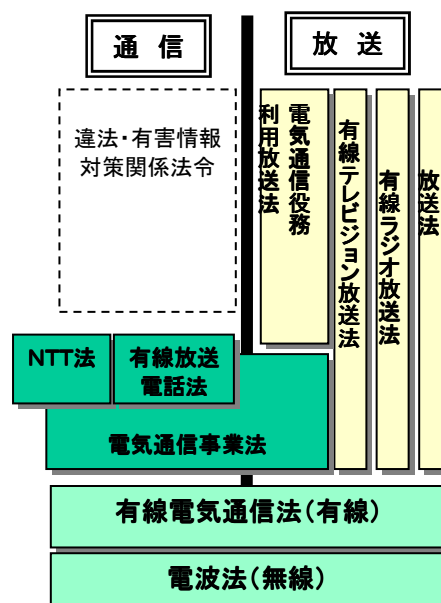 通 信
放 送
違法・有害情報
対策関係法令
電気通信役務
利用放送法
有線テレビジョン放送法
有線ラジオ放送法
放送法
NTT法
有線放送
電話法
電気通信事業法
有線電気通信法(有線)
電波法(無線)